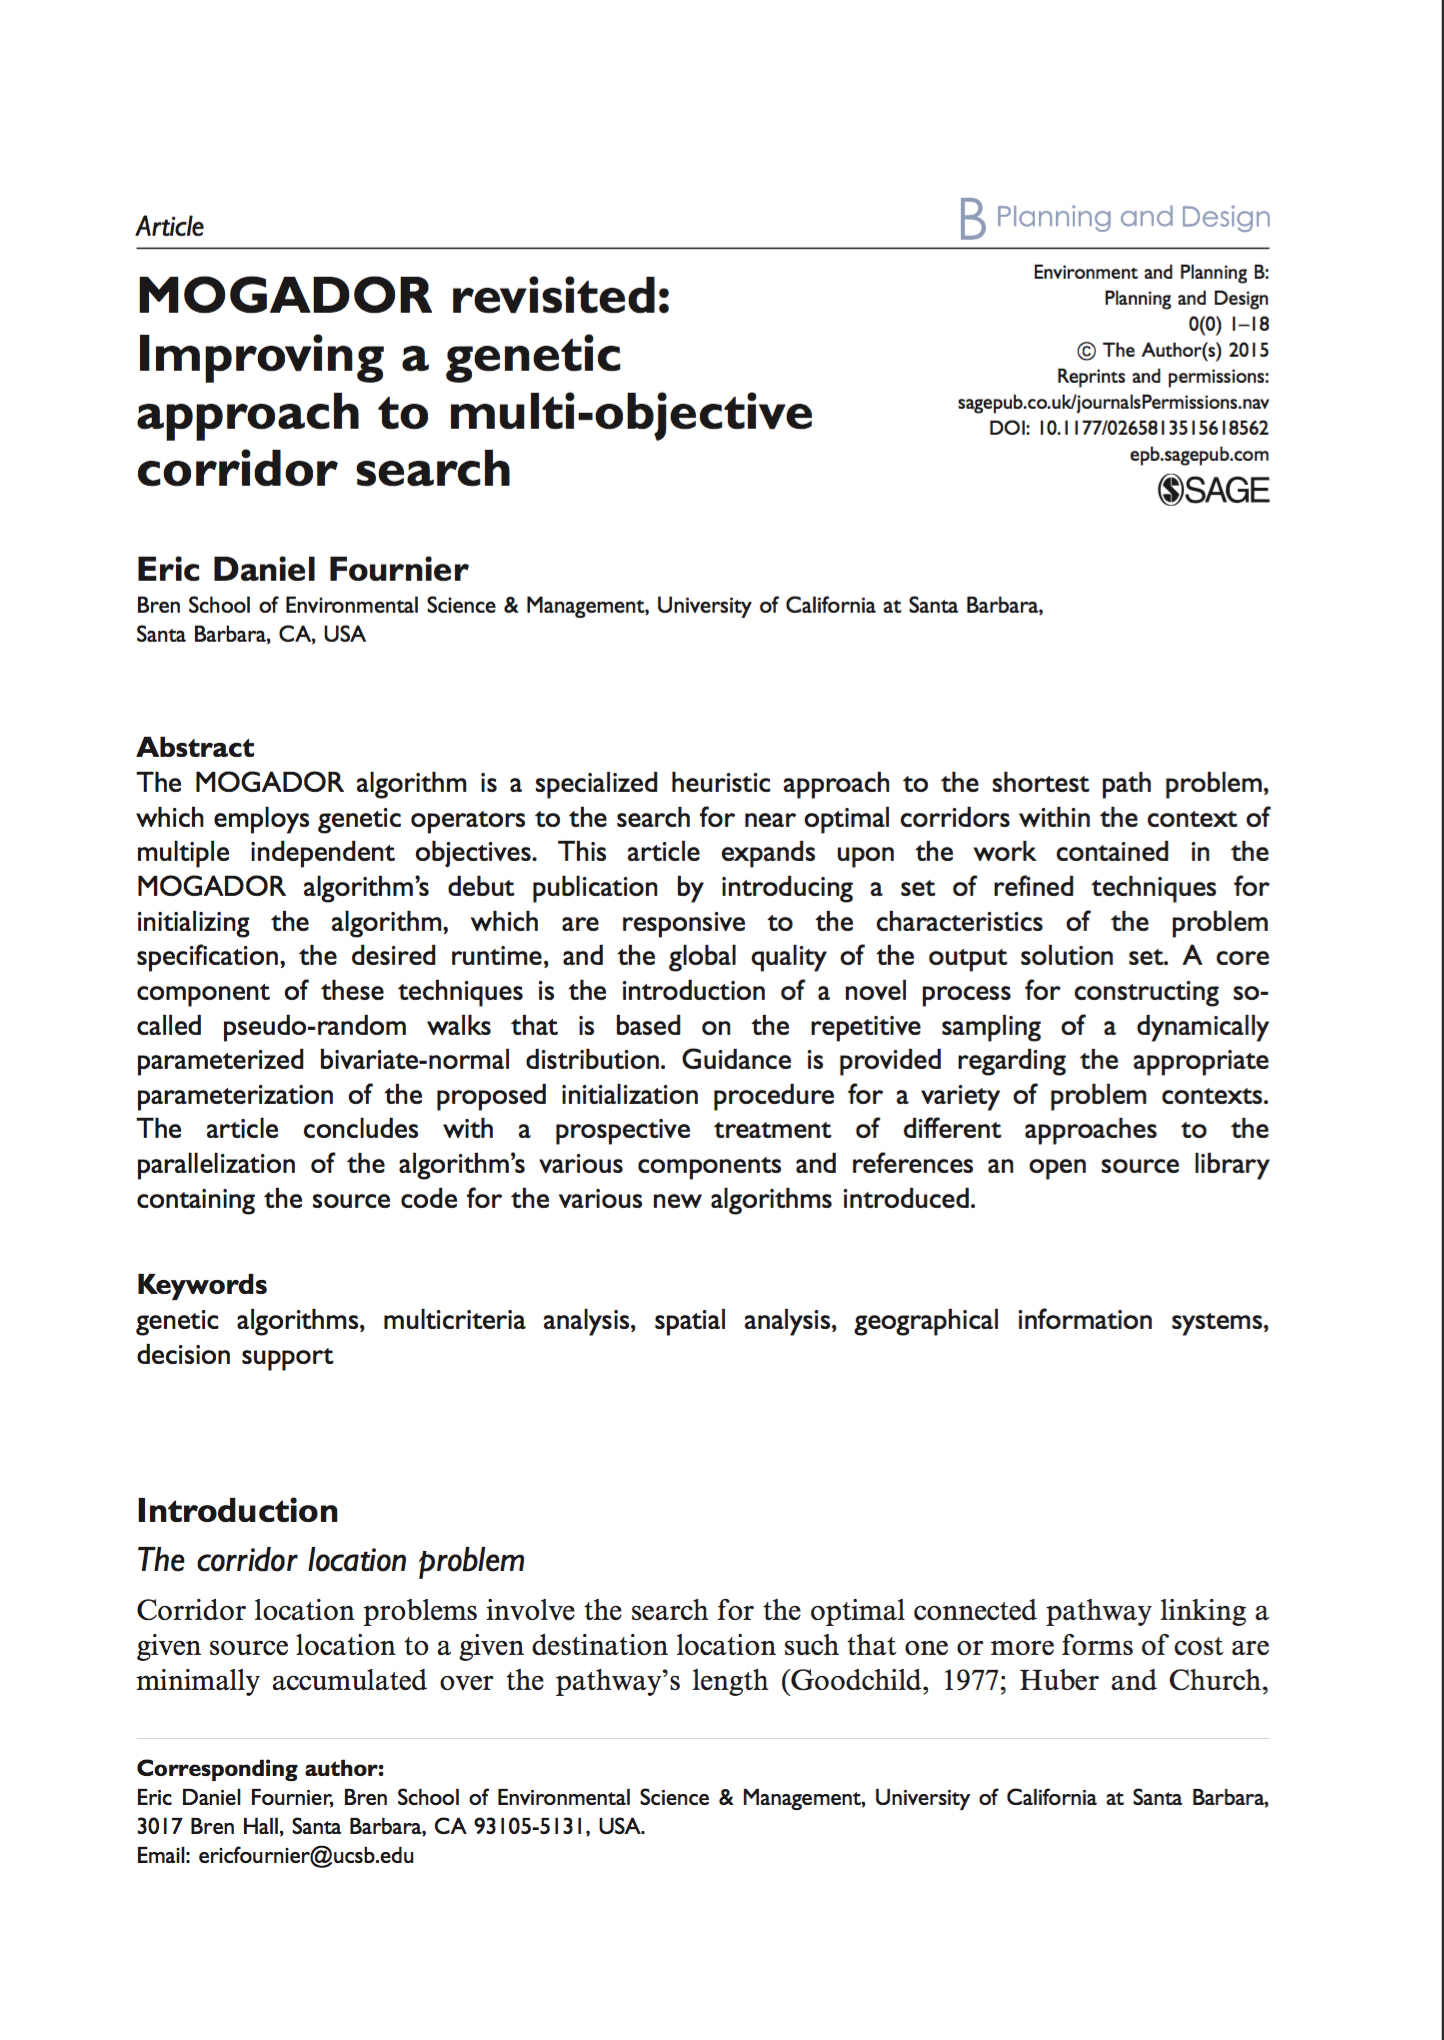 Article
B Planning and Design
MOGADOR revisited:
Improving a genetic
approach to multi-objective
corridor search
Environment and Planning B:
Planning and Design
0(0) 1–18
© The Author(s) 2015
Reprints and permissions:
sagepub.co.uk/journalsPermissions.nav
DOI: 10.1177/0265813515618562
epb.sagepub.com
SAGE
Eric Daniel Fournier
Bren School of Environmental Science & Management, University of California at Santa Barbara,
Santa Barbara, CA, USA
Abstract
The MOGADOR algorithm is a specialized heuristic approach to the shortest path problem,
which employs genetic operators to the search for near optimal corridors within the context of
multiple independent objectives. This article expands upon the work contained in the
MOGADOR algorithm’s debut publication by introducing a set of refined techniques for
initializing the algorithm, which are responsive to the characteristics of the problem
specification, the desired runtime, and the global quality of the output solution set. A core
component of these techniques is the introduction of a novel process for constructing so-
called pseudo-random walks that is based on the repetitive sampling of a dynamically
parameterized bivariate-normal distribution. Guidance is provided regarding the appropriate
parameterization of the proposed initialization procedure for a variety of problem contexts.
The article concludes with a prospective treatment of different approaches to the
parallelization of the algorithm’s various components and references an open source library
containing the source code for the various new algorithms introduced.
Keywords
genetic algorithms, multicriteria analysis, spatial analysis, geographical information systems,
decision support
Introduction
The corridor location problem
Corridor location problems involve the search for the optimal connected pathway linking a
given source location to a given destination location such that one or more forms of cost are
minimally accumulated over the pathway’s length (Goodchild, 1977; Huber and Church,
Corresponding author:
Eric Daniel Fournier, Bren School of Environmental Science & Management, University of California at Santa Barbara,
3017 Bren Hall, Santa Barbara, CA 93105-5131, USA.
Email: ericfournier@ucsb.edu